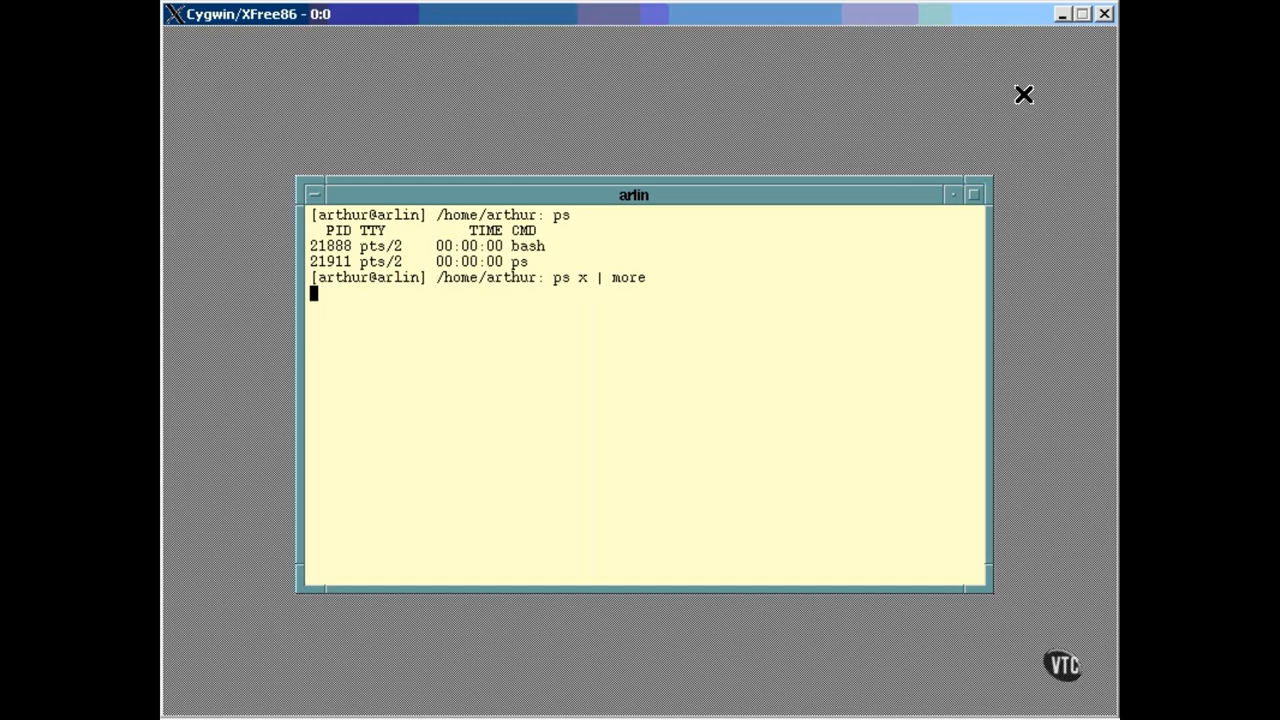 Cygwin/XFree86 - 0:0
arlin
[arthur@arlin] /home/arthur: ps
  PID TTY          TIME CMD
21888 pts/2    00:00:00 bash
21911 pts/2    00:00:00 ps
[arthur@arlin] /home/arthur: ps x | more
VTC